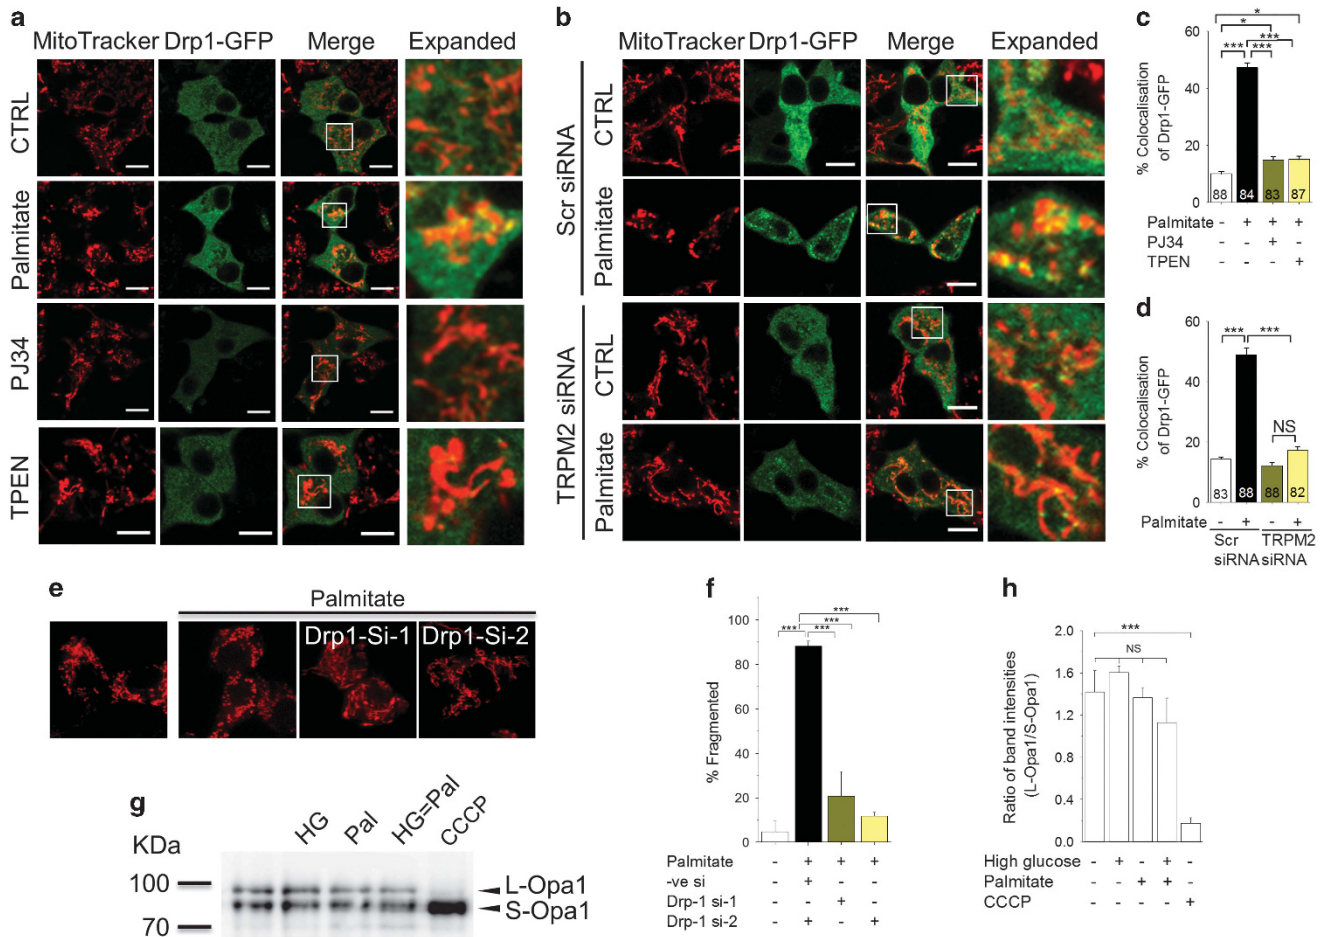 a
MitoTracker Drp1-GFP Merge Expanded
CTRL
Palmitate
PJ34
TPEN
b
MitoTracker Drp1-GFP Merge Expanded
Scr siRNA
CTRL
Palmitate
TRPM2 siRNA
CTRL
Palmitate
c
% Colocalisation
of Drp1-GFP
60
40
20
0
*
*
***
*** ***
88 84 83 87
Palmitate - + + +
PJ34 - - + -
TPEN - - - +
d
% Colocalisation
of Drp1-GFP
60
40
20
0
*** ***
NS
83 88 88 82
Palmitate - + - +
Scr TRPM2
siRNA siRNA
e
Palmitate
Drp1-Si-1 Drp1-Si-2
f
% Fragmented
100
80
60
40
20
0
***
***
*** ***
Palmitate - + + +
-ve si - + - -
Drp-1 si-1 - - + -
Drp-1 si-2 - + - +
g
HG Pal HG=Pal CCCP
KDa
100
70
L-Opa1
S-Opa1
h
Ratio of band intensities
(L-Opa1/S-Opa1)
2.0
1.6
1.2
0.6
0.0
***
NS
High glucose - + - + -
Palmitate - - + + -
CCCP - - - - +